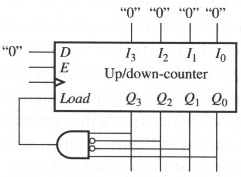 “0” “0” “0” “0”
“0” D I3 I2 I1 I0
E
Up/down-counter
Load Q3 Q2 Q1 Q0